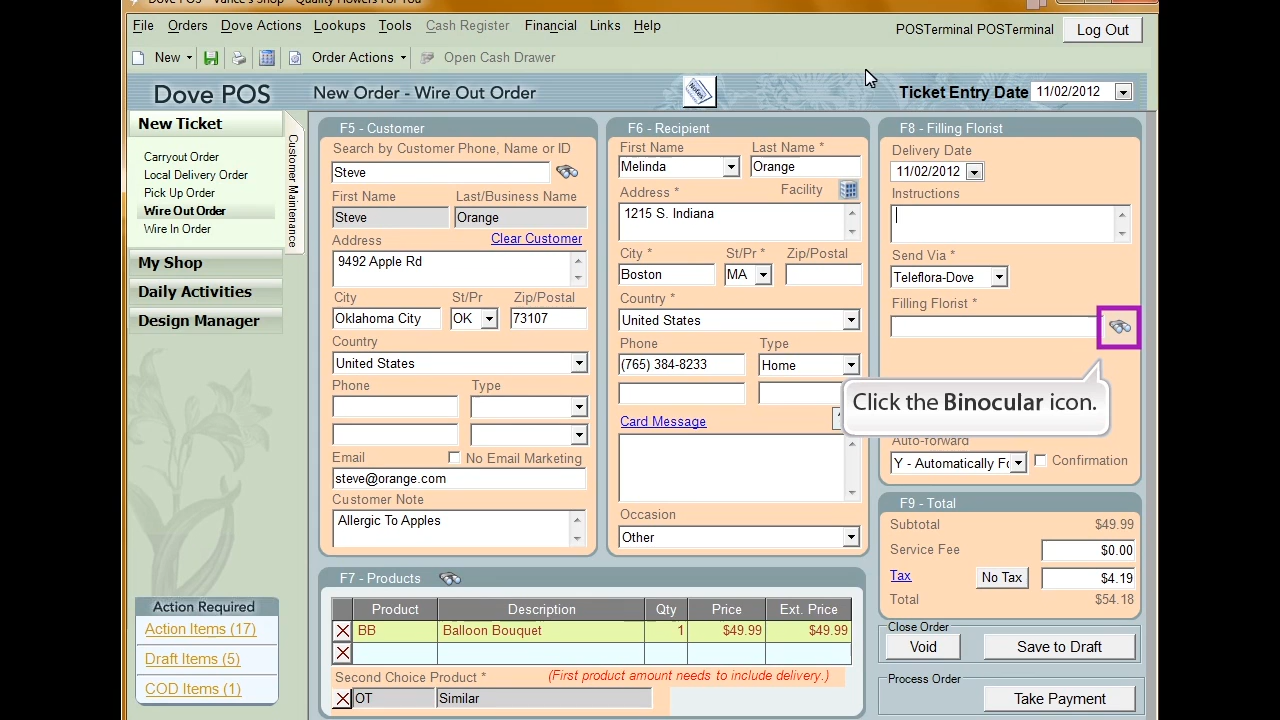 Dove POS - Vance's Shop - Quality Flowers For You
File Orders Dove Actions Lookups Tools Cash Register Financial Links Help
POSTerminal POSTerminal Log Out
New Order Actions Open Cash Drawer
Dove POS New Order - Wire Out Order Ticket Entry Date 11/02/2012
New Ticket
Carryout Order
Local Delivery Order
Pick Up Order
Wire Out Order
Wire In Order
Customer Maintenance
My Shop
Daily Activities
Design Manager
Action Required
Action Items (17)
Draft Items (5)
COD Items (1)
F5 - Customer
Search by Customer Phone, Name or ID
Steve
First Name Last/Business Name
Steve Orange
Address Clear Customer
9492 Apple Rd
City St/Pr Zip/Postal
Oklahoma City OK 73107
Country
United States
Phone Type
Email No Email Marketing
steve@orange.com
Customer Note
Allergic To Apples
F6 - Recipient
First Name Last Name *
Melinda Orange
Address * Facility
1215 S. Indiana
City * St/Pr * Zip/Postal
Boston MA
Country *
United States
Phone Type
(765) 384-8233 Home
Card Message
Occasion
Other
F8 - Filling Florist
Delivery Date
11/02/2012
Instructions
Send Via *
Teleflora-Dove
Filling Florist *
Click the Binocular icon.
Auto-forward
Y - Automatically Fo Confirmation
F9 - Total
Subtotal $49.99
Service Fee $0.00
Tax No Tax $4.19
Total $54.18
Close Order
Void Save to Draft
Process Order
Take Payment
F7 - Products
Product Description Qty Price Ext. Price
BB Balloon Bouquet 1 $49.99 $49.99
Second Choice Product * (First product amount needs to include delivery.)
OT Similar